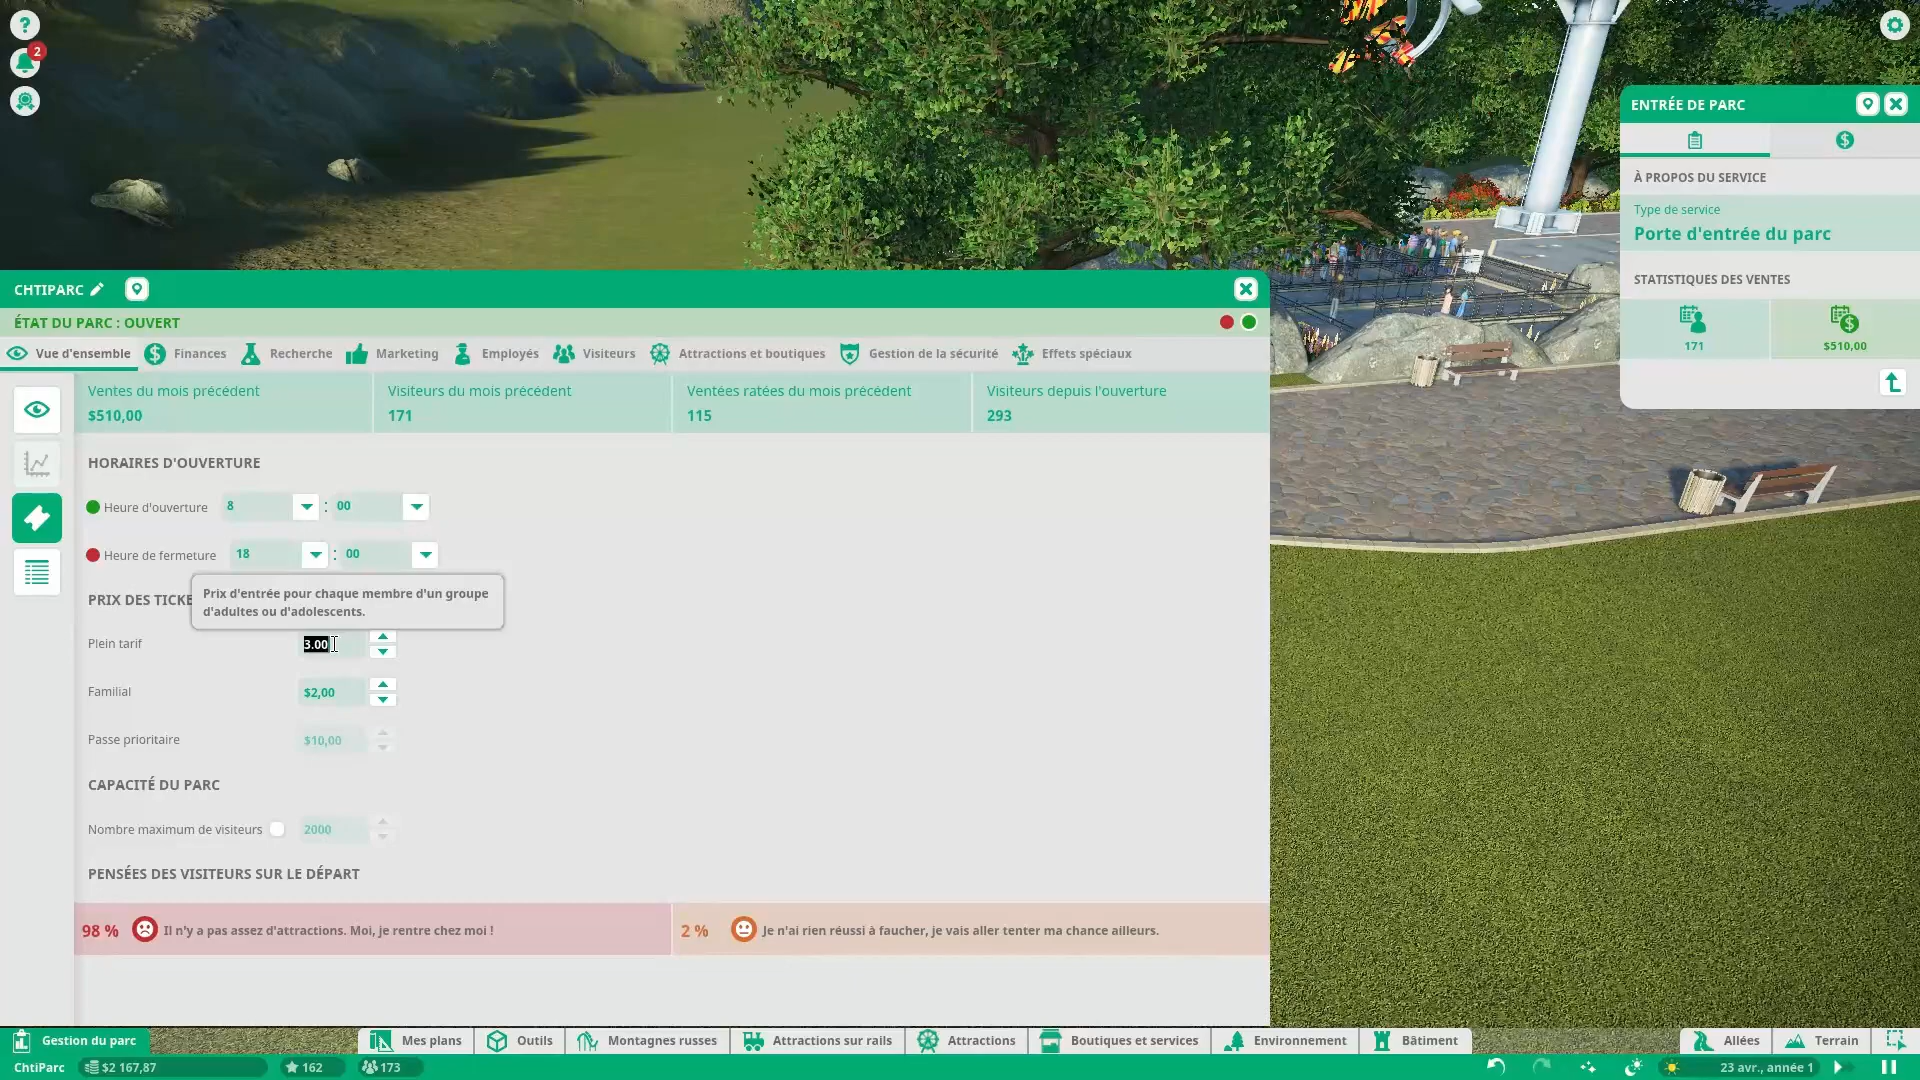 2
ENTRÉE DE PARC
À PROPOS DU SERVICE
Type de service
Porte d'entrée du parc
STATISTIQUES DES VENTES
171
$510,00
CHTIPARC
ÉTAT DU PARC : OUVERT
Vue d'ensemble
Finances
Recherche
Marketing
Employés
Visiteurs
Attractions et boutiques
Gestion de la sécurité
Effets spéciaux
Ventes du mois précédent
$510,00
Visiteurs du mois précédent
171
Ventées ratées du mois précédent
115
Visiteurs depuis l'ouverture
293
HORAIRES D'OUVERTURE
Heure d'ouverture 8 : 00
Heure de fermeture 18 : 00
PRIX DES TICKE
Prix d'entrée pour chaque membre d'un groupe
d'adultes ou d'adolescents.
Plein tarif 3.00
Familial $2,00
Passe prioritaire $10,00
CAPACITÉ DU PARC
Nombre maximum de visiteurs 2000
PENSÉES DES VISITEURS SUR LE DÉPART
98 % Il n'y a pas assez d'attractions. Moi, je rentre chez moi !
2 % Je n'ai rien réussi à faucher, je vais aller tenter ma chance ailleurs.
Gestion du parc
Mes plans
Outils
Montagnes russes
Attractions sur rails
Attractions
Boutiques et services
Environnement
Bâtiment
Allées
Terrain
ChtiParc
$2 167,87
162
173
23 avr., année 1